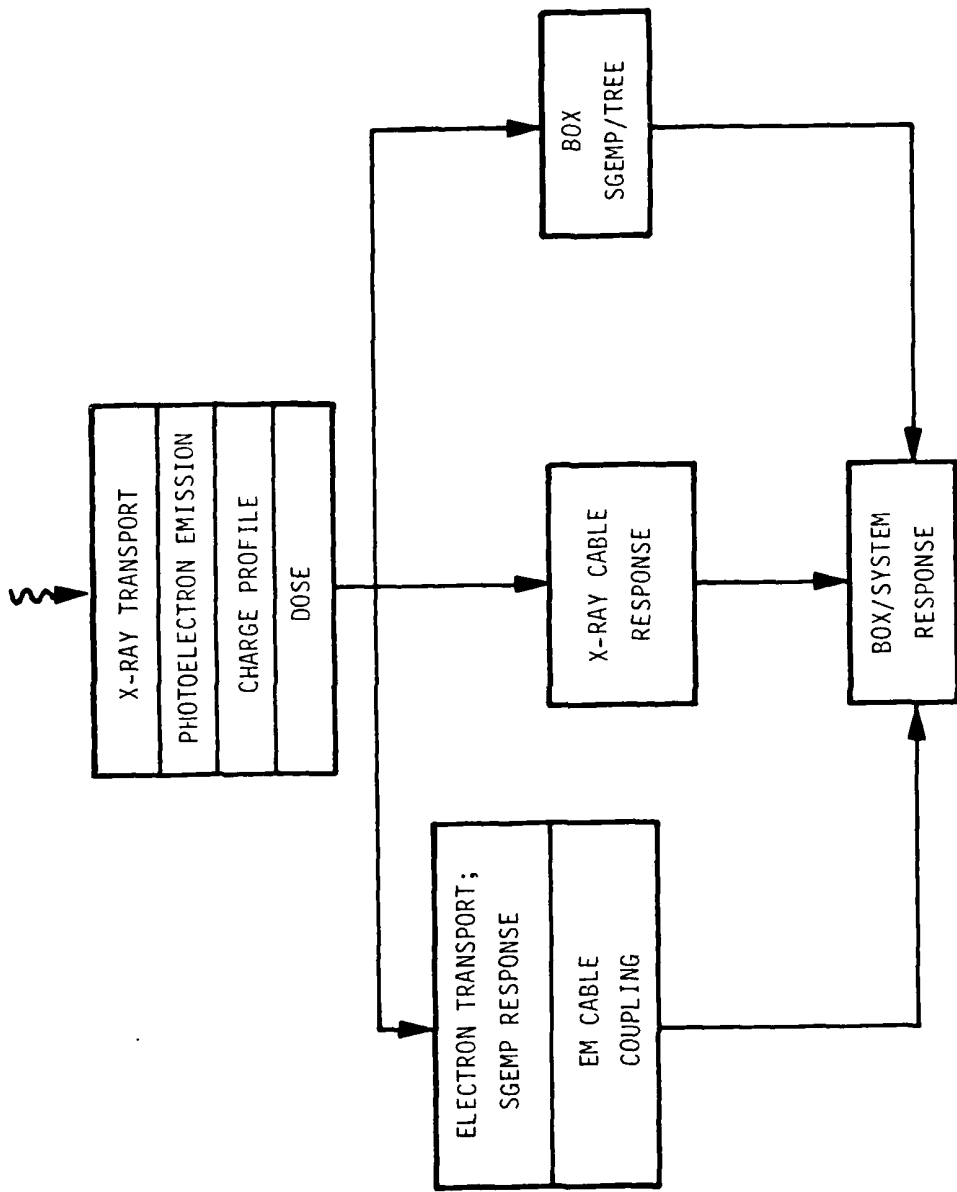 X-RAY TRANSPORT
PHOTOELECTRON EMISSION
CHARGE PROFILE
DOSE
ELECTRON TRANSPORT;
SGEMP RESPONSE
EM CABLE
COUPLING
X-RAY CABLE
RESPONSE
BOX
SGEMP/TREE
BOX/SYSTEM
RESPONSE